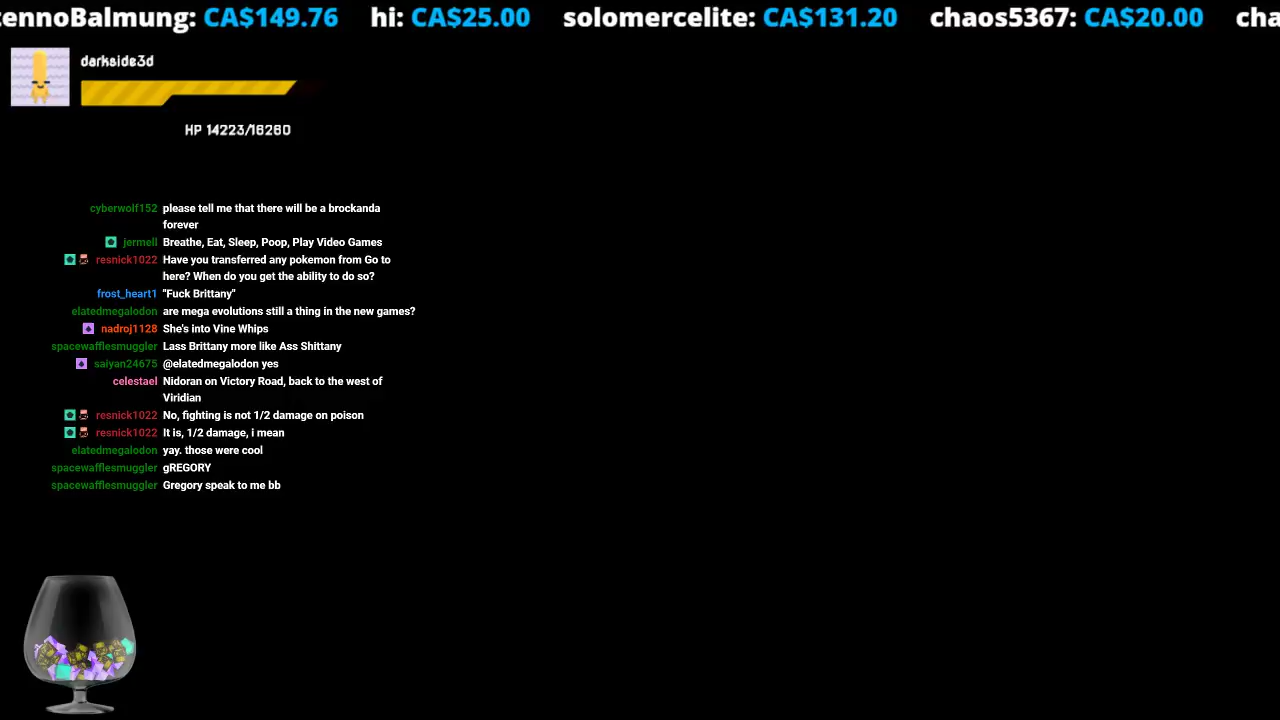 tennoBalmung: CA$149.76 hi: CA$25.00 solomercelite: CA$131.20 chaos5367: CA$20.00 cha
darkside3d
HP 14223/16260
cyberwolf152 please tell me that there will be a brockanda
forever
jermell Breathe, Eat, Sleep, Poop, Play Video Games
resnick1022 Have you transferred any pokemon from Go to
here? When do you get the ability to do so?
frost_heart1 "Fuck Brittany"
elatedmegalodon are mega evolutions still a thing in the new games?
nadroj1128 She's into Vine Whips
spacewafflesmuggler Lass Brittany more like Ass Shittany
saiyan24675 @elatedmegalodon yes
celestael Nidoran on Victory Road, back to the west of
Viridian
resnick1022 No, fighting is not 1/2 damage on poison
resnick1022 It is, 1/2 damage, i mean
elatedmegalodon yay. those were cool
spacewafflesmuggler gREGORY
spacewafflesmuggler Gregory speak to me bb